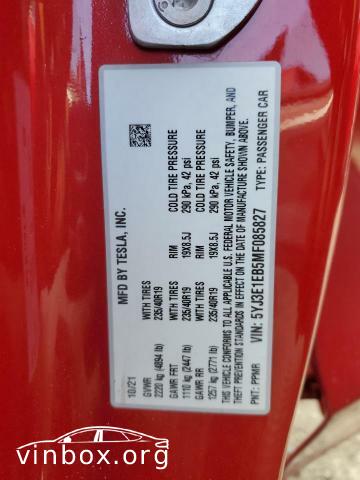 MFD BY TESLA, INC.
10/21
GVWR WITH TIRES RIM COLD TIRE PRESSURE
2220 kg (4894 lb) 235/40R19 19X8.5J 290 kPa, 42 psi
GAWR FRT WITH TIRES RIM COLD TIRE PRESSURE
1110 kg (2447 lb) 235/40R19 19X8.5J 290 kPa, 42 psi
GAWR RR
1257 kg (2771 lb)
THIS VEHICLE CONFORMS TO ALL APPLICABLE U.S. FEDERAL MOTOR VEHICLE SAFETY, BUMPER, AND
THEFT PREVENTION STANDARDS IN EFFECT ON THE DATE OF MANUFACTURE SHOWN ABOVE.
VIN: 5YJ3E1EB5MF085827 TYPE: PASSENGER CAR
PNT: PPMR
vinbox.org